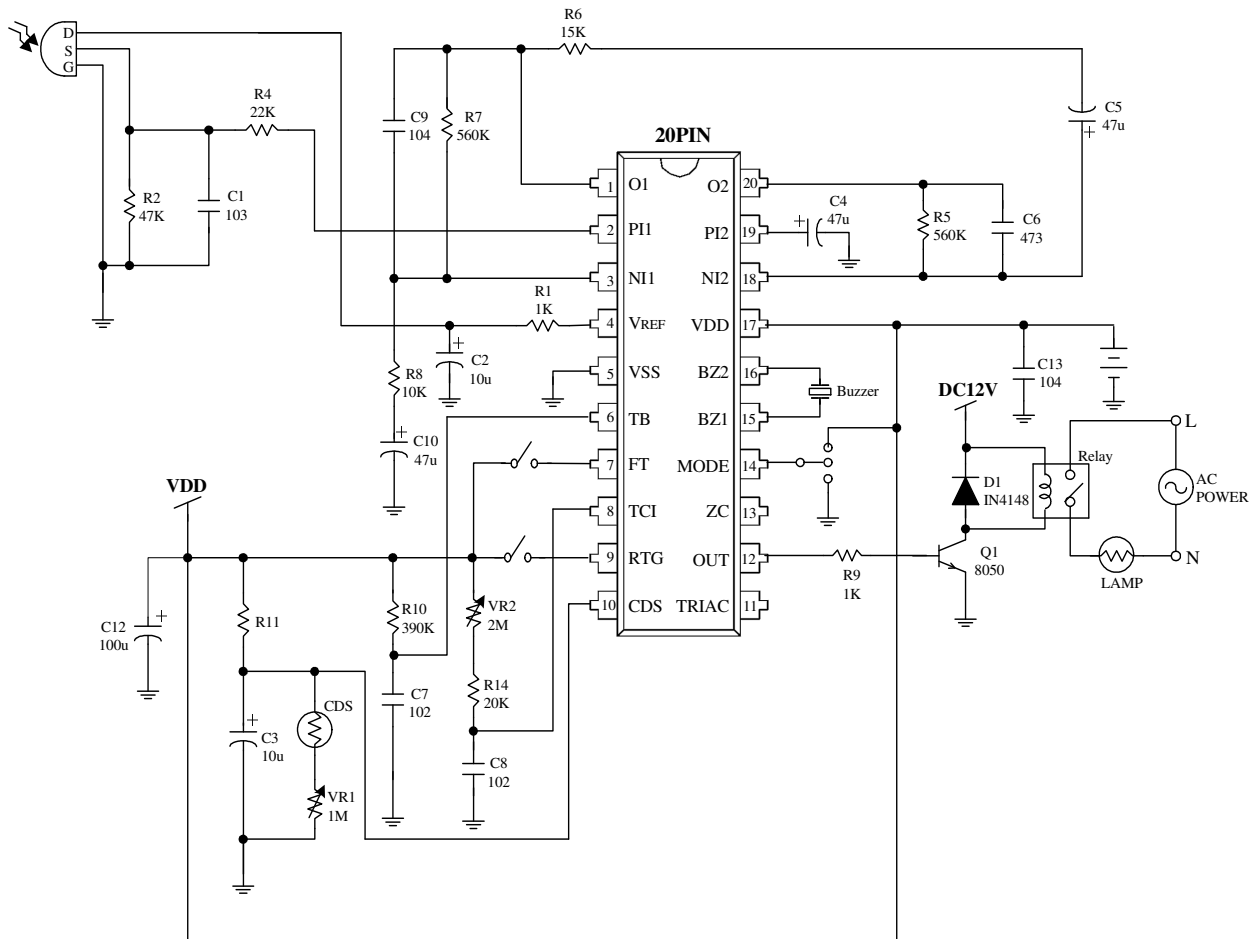 D
S
G
R4
22K
R2
47K
C1
103
R6
15K
C9
104
R7
560K
C5
47u
+
20PIN
1 O1
2 PI1
3 NI1
4 VREF
5 VSS
6 TB
7 FT
8 TCI
9 RTG
10 CDS
O2 20
PI2 19
NI2 18
VDD 17
BZ2 16
BZ1 15
MODE 14
ZC 13
OUT 12
TRIAC 11
+
C4
47u
R5
560K
C6
473
R1
1K
+
C2
10u
R8
10K
+
C10
47u
C13
104
Buzzer
DC12V
D1
IN4148
Relay
L
AC
POWER
N
LAMP
Q1
8050
R9
1K
VDD
+
C12
100u
R11
R10
390K
VR2
2M
R14
20K
C7
102
C8
102
+
C3
10u
CDS
VR1
1M